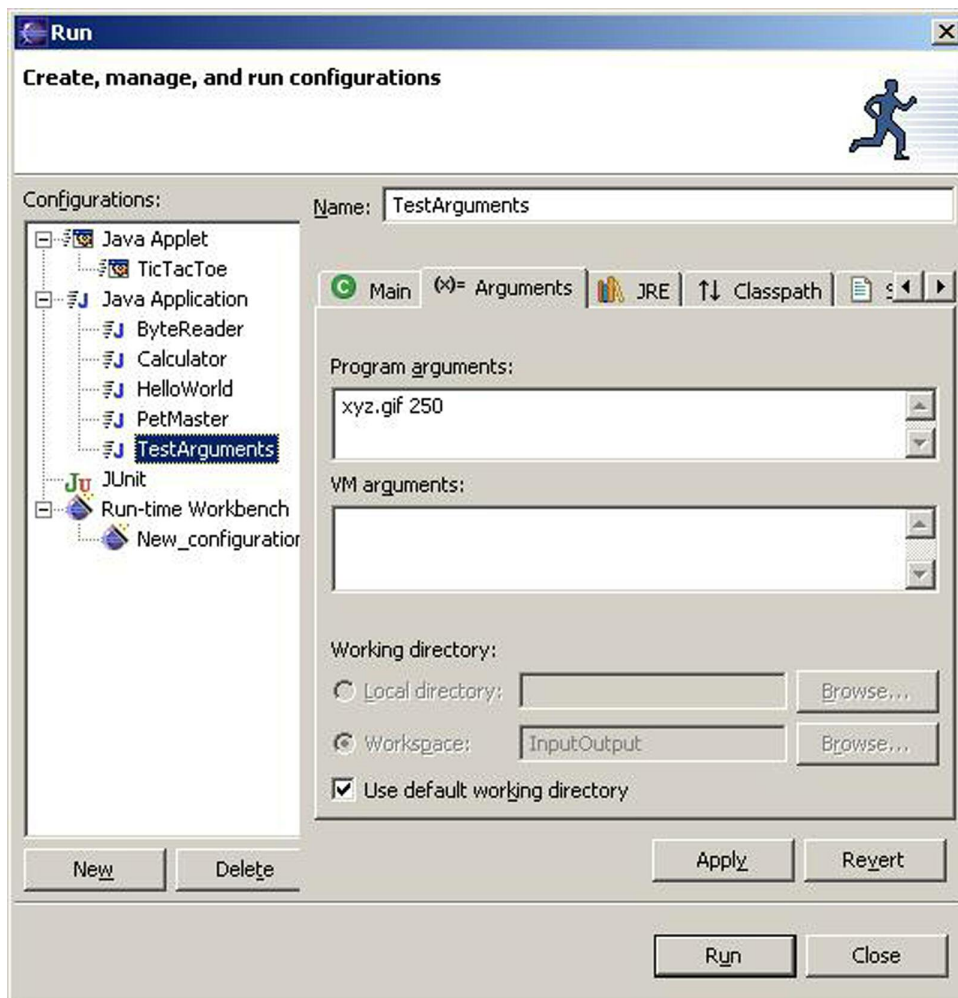 Run
Create, manage, and run configurations
Configurations:
Java Applet
TicTacToe
Java Application
ByteReader
Calculator
HelloWorld
PetMaster
TestArguments
JUnit
Run-time Workbench
New_configuration
New
Delete
Name: TestArguments
Main
(x)= Arguments
JRE
Classpath
Program arguments:
xyz.gif 250
VM arguments:
Working directory:
Local directory:
Browse...
Workspace: InputOutput
Browse...
Use default working directory
Apply
Revert
Run
Close